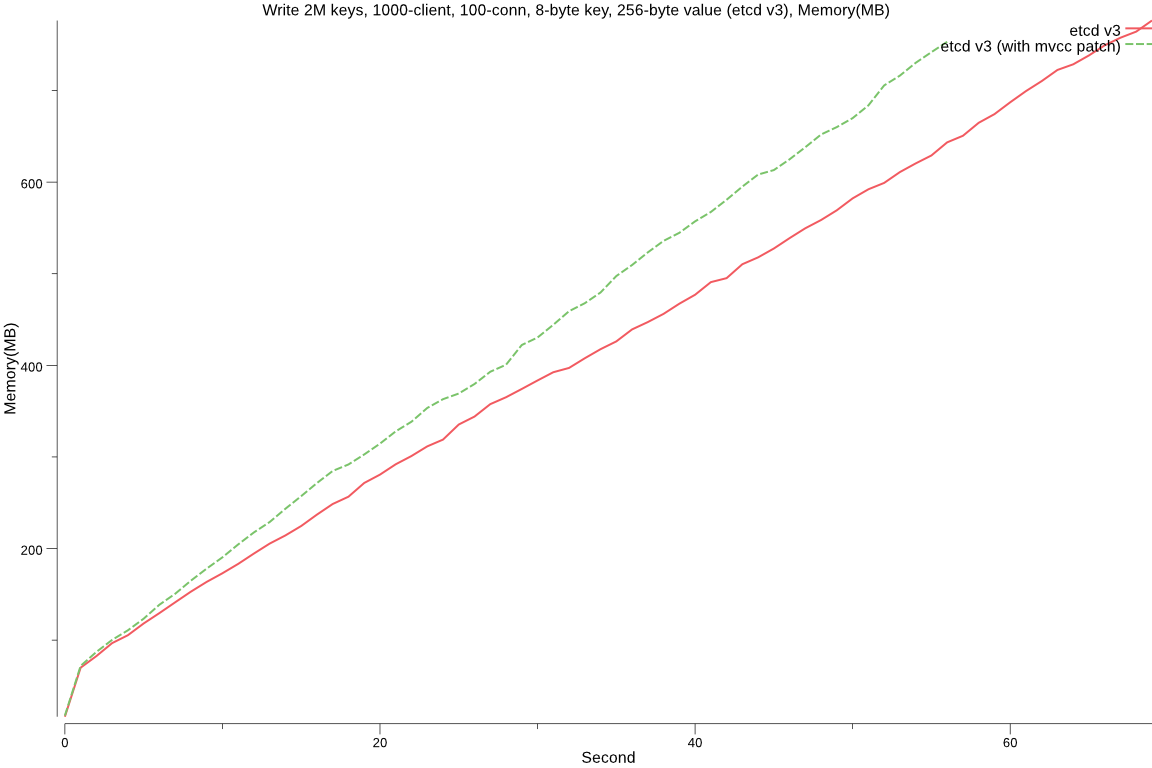 Write 2M keys, 1000-client, 100-conn, 8-byte key, 256-byte value (etcd v3), Memory(MB)
etcd v3
etcd v3 (with mvcc patch)
600
400
200
Memory(MB)
0
20
40
60
Second